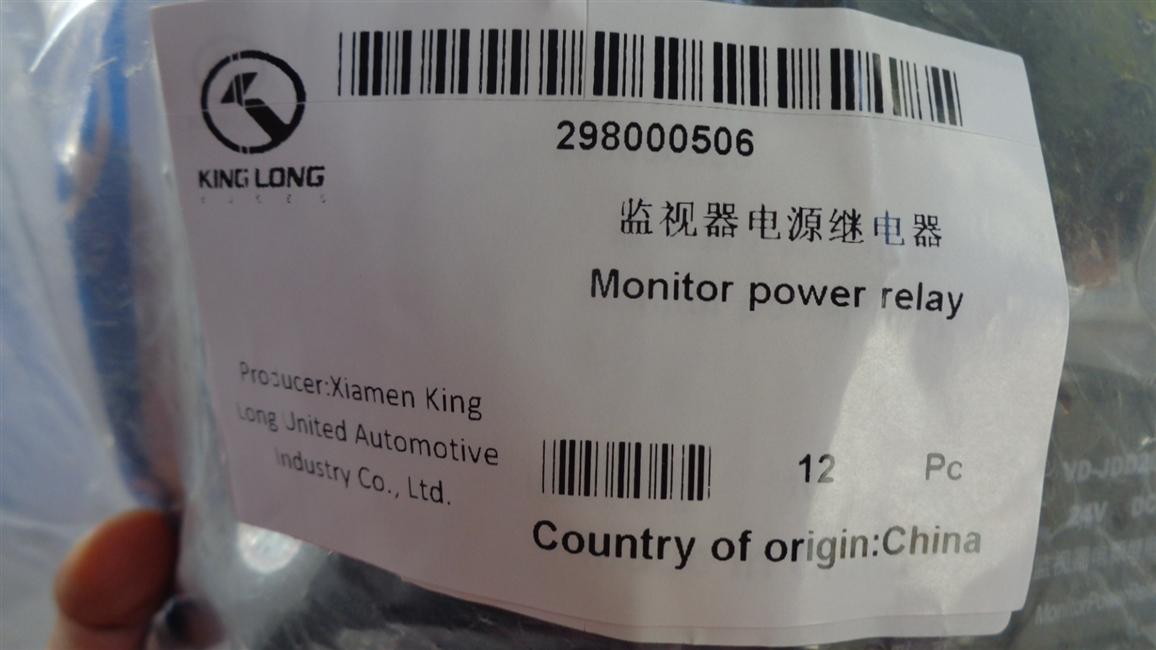 KING LONG
298000506
监视器电源继电器
Monitor power relay
Producer:Xiamen King
Long United Automotive
Industry Co., Ltd.
12 Pc
Country of origin:China
24V DC